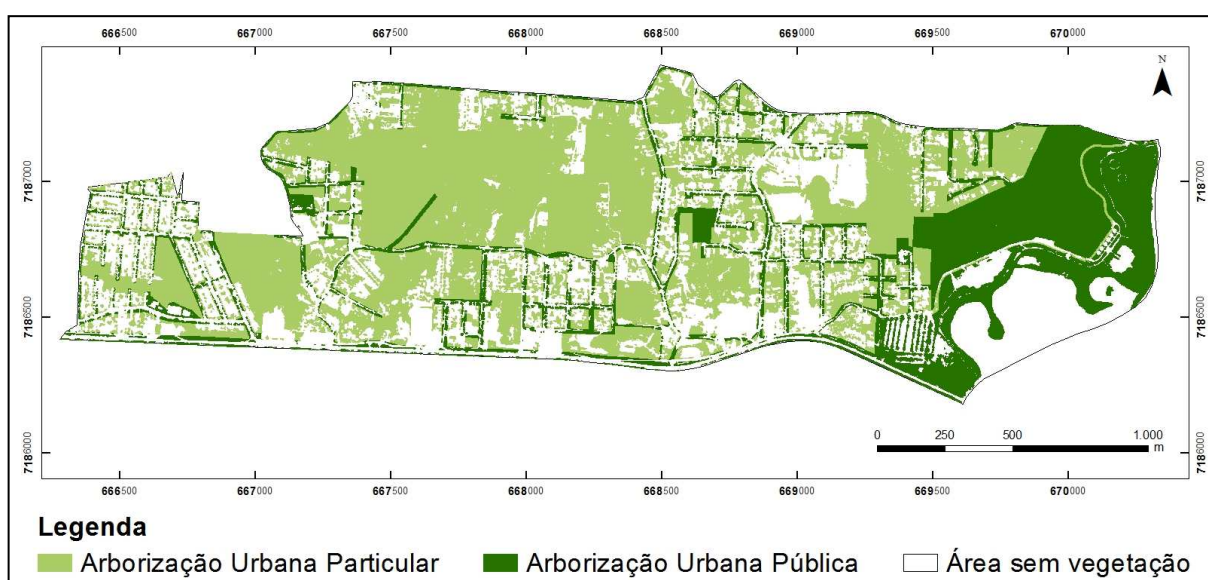 666500 667000 667500 668000 668500 669000 669500 670000
N
7187000 7187000
7186500 7186500
0 250 500 1.000
m
7186000 7186000
666500 667000 667500 668000 668500 669000 669500 670000
Legenda
Arborização Urbana Particular Arborização Urbana Pública Área sem vegetação